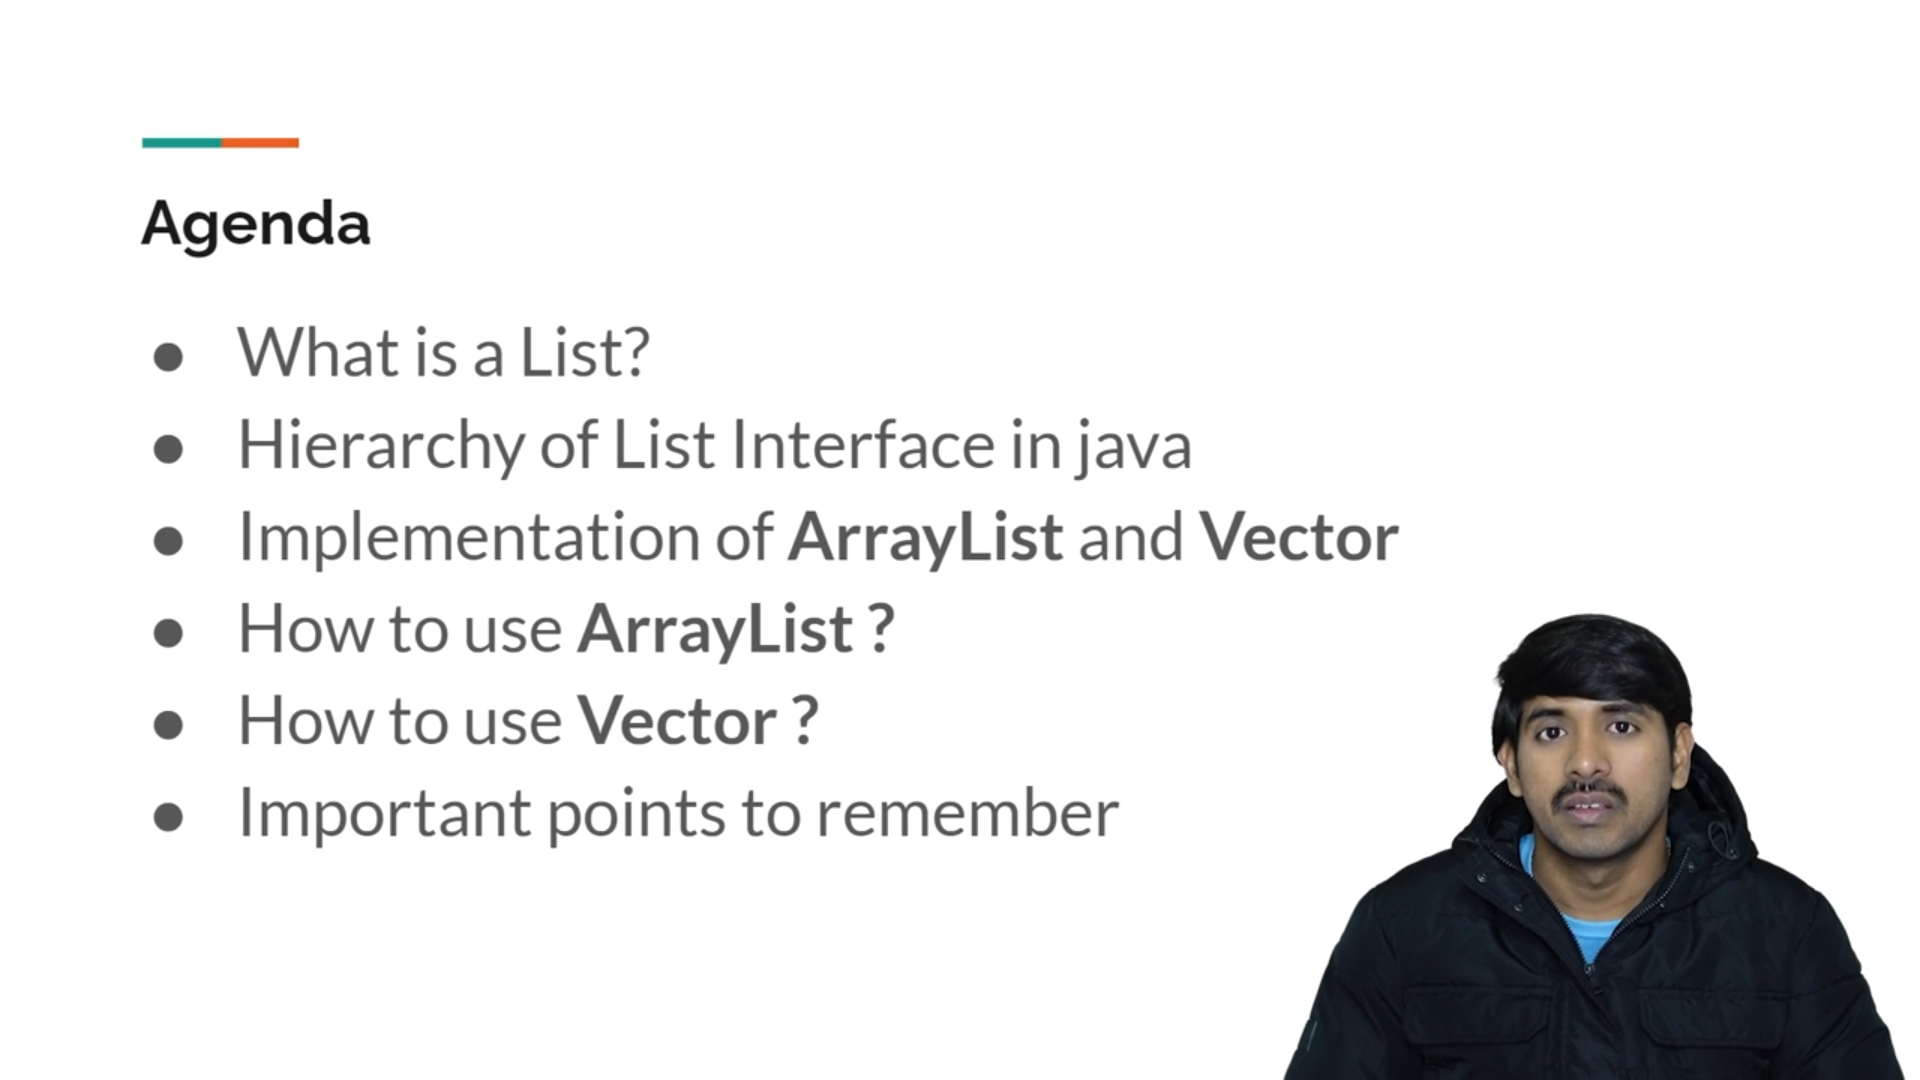 Agenda
● What is a List?
● Hierarchy of List Interface in java
● Implementation of ArrayList and Vector
● How to use ArrayList ?
● How to use Vector ?
● Important points to remember